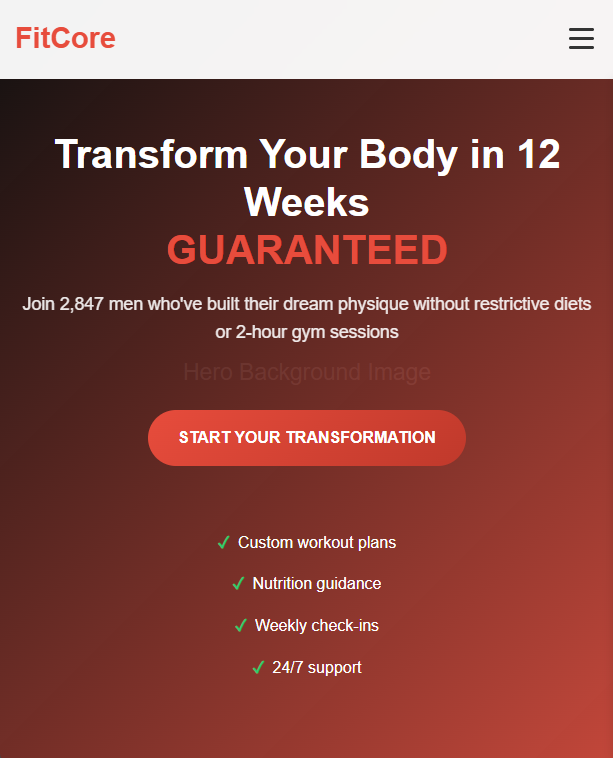 FitCore
Transform Your Body in 12
Weeks
GUARANTEED
Join 2,847 men who've built their dream physique without restrictive diets
or 2-hour gym sessions
Hero Background Image
START YOUR TRANSFORMATION
✓ Custom workout plans
✓ Nutrition guidance
✓ Weekly check-ins
✓ 24/7 support